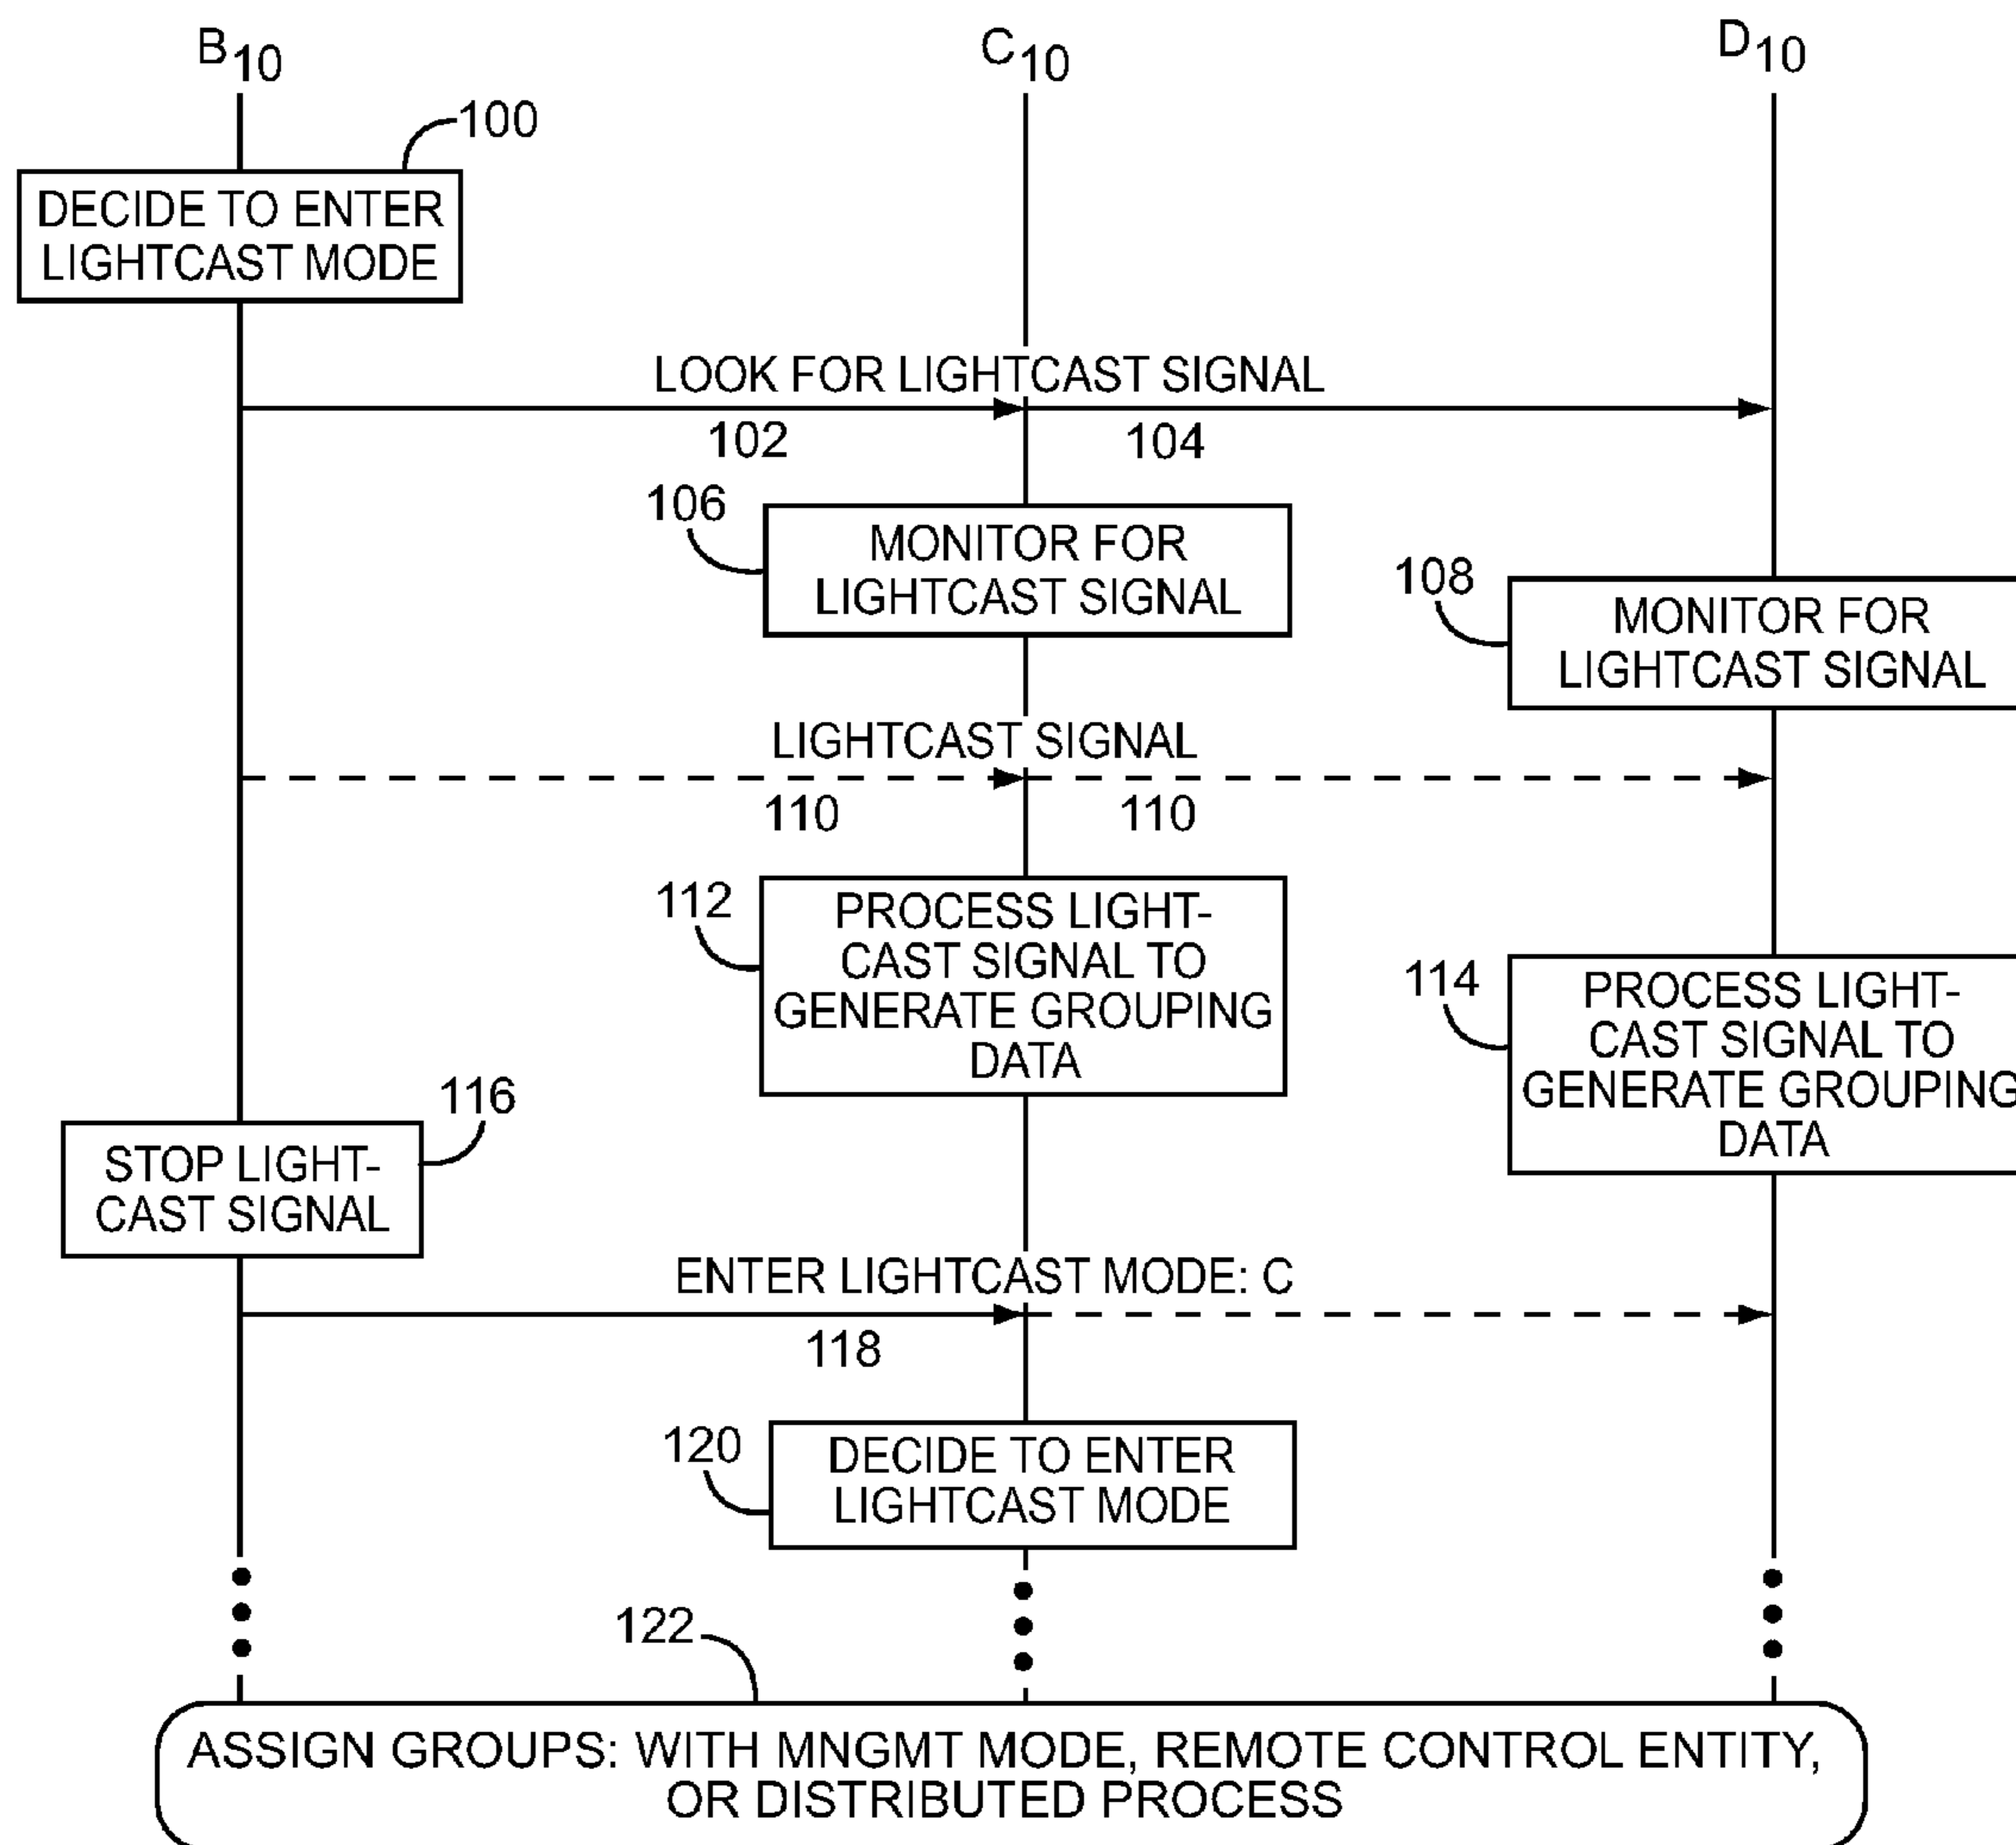 B10 C10 D10
100
DECIDE TO ENTER
LIGHTCAST MODE
LOOK FOR LIGHTCAST SIGNAL
102 104
106
MONITOR FOR
LIGHTCAST SIGNAL
108
MONITOR FOR
LIGHTCAST SIGNAL
LIGHTCAST SIGNAL
110 110
112
PROCESS LIGHT-
CAST SIGNAL TO
GENERATE GROUPING
DATA
114
PROCESS LIGHT-
CAST SIGNAL TO
GENERATE GROUPING
DATA
116
STOP LIGHT-
CAST SIGNAL
ENTER LIGHTCAST MODE: C
118
120
DECIDE TO ENTER
LIGHTCAST MODE
122
ASSIGN GROUPS: WITH MNGMT MODE, REMOTE CONTROL ENTITY,
OR DISTRIBUTED PROCESS